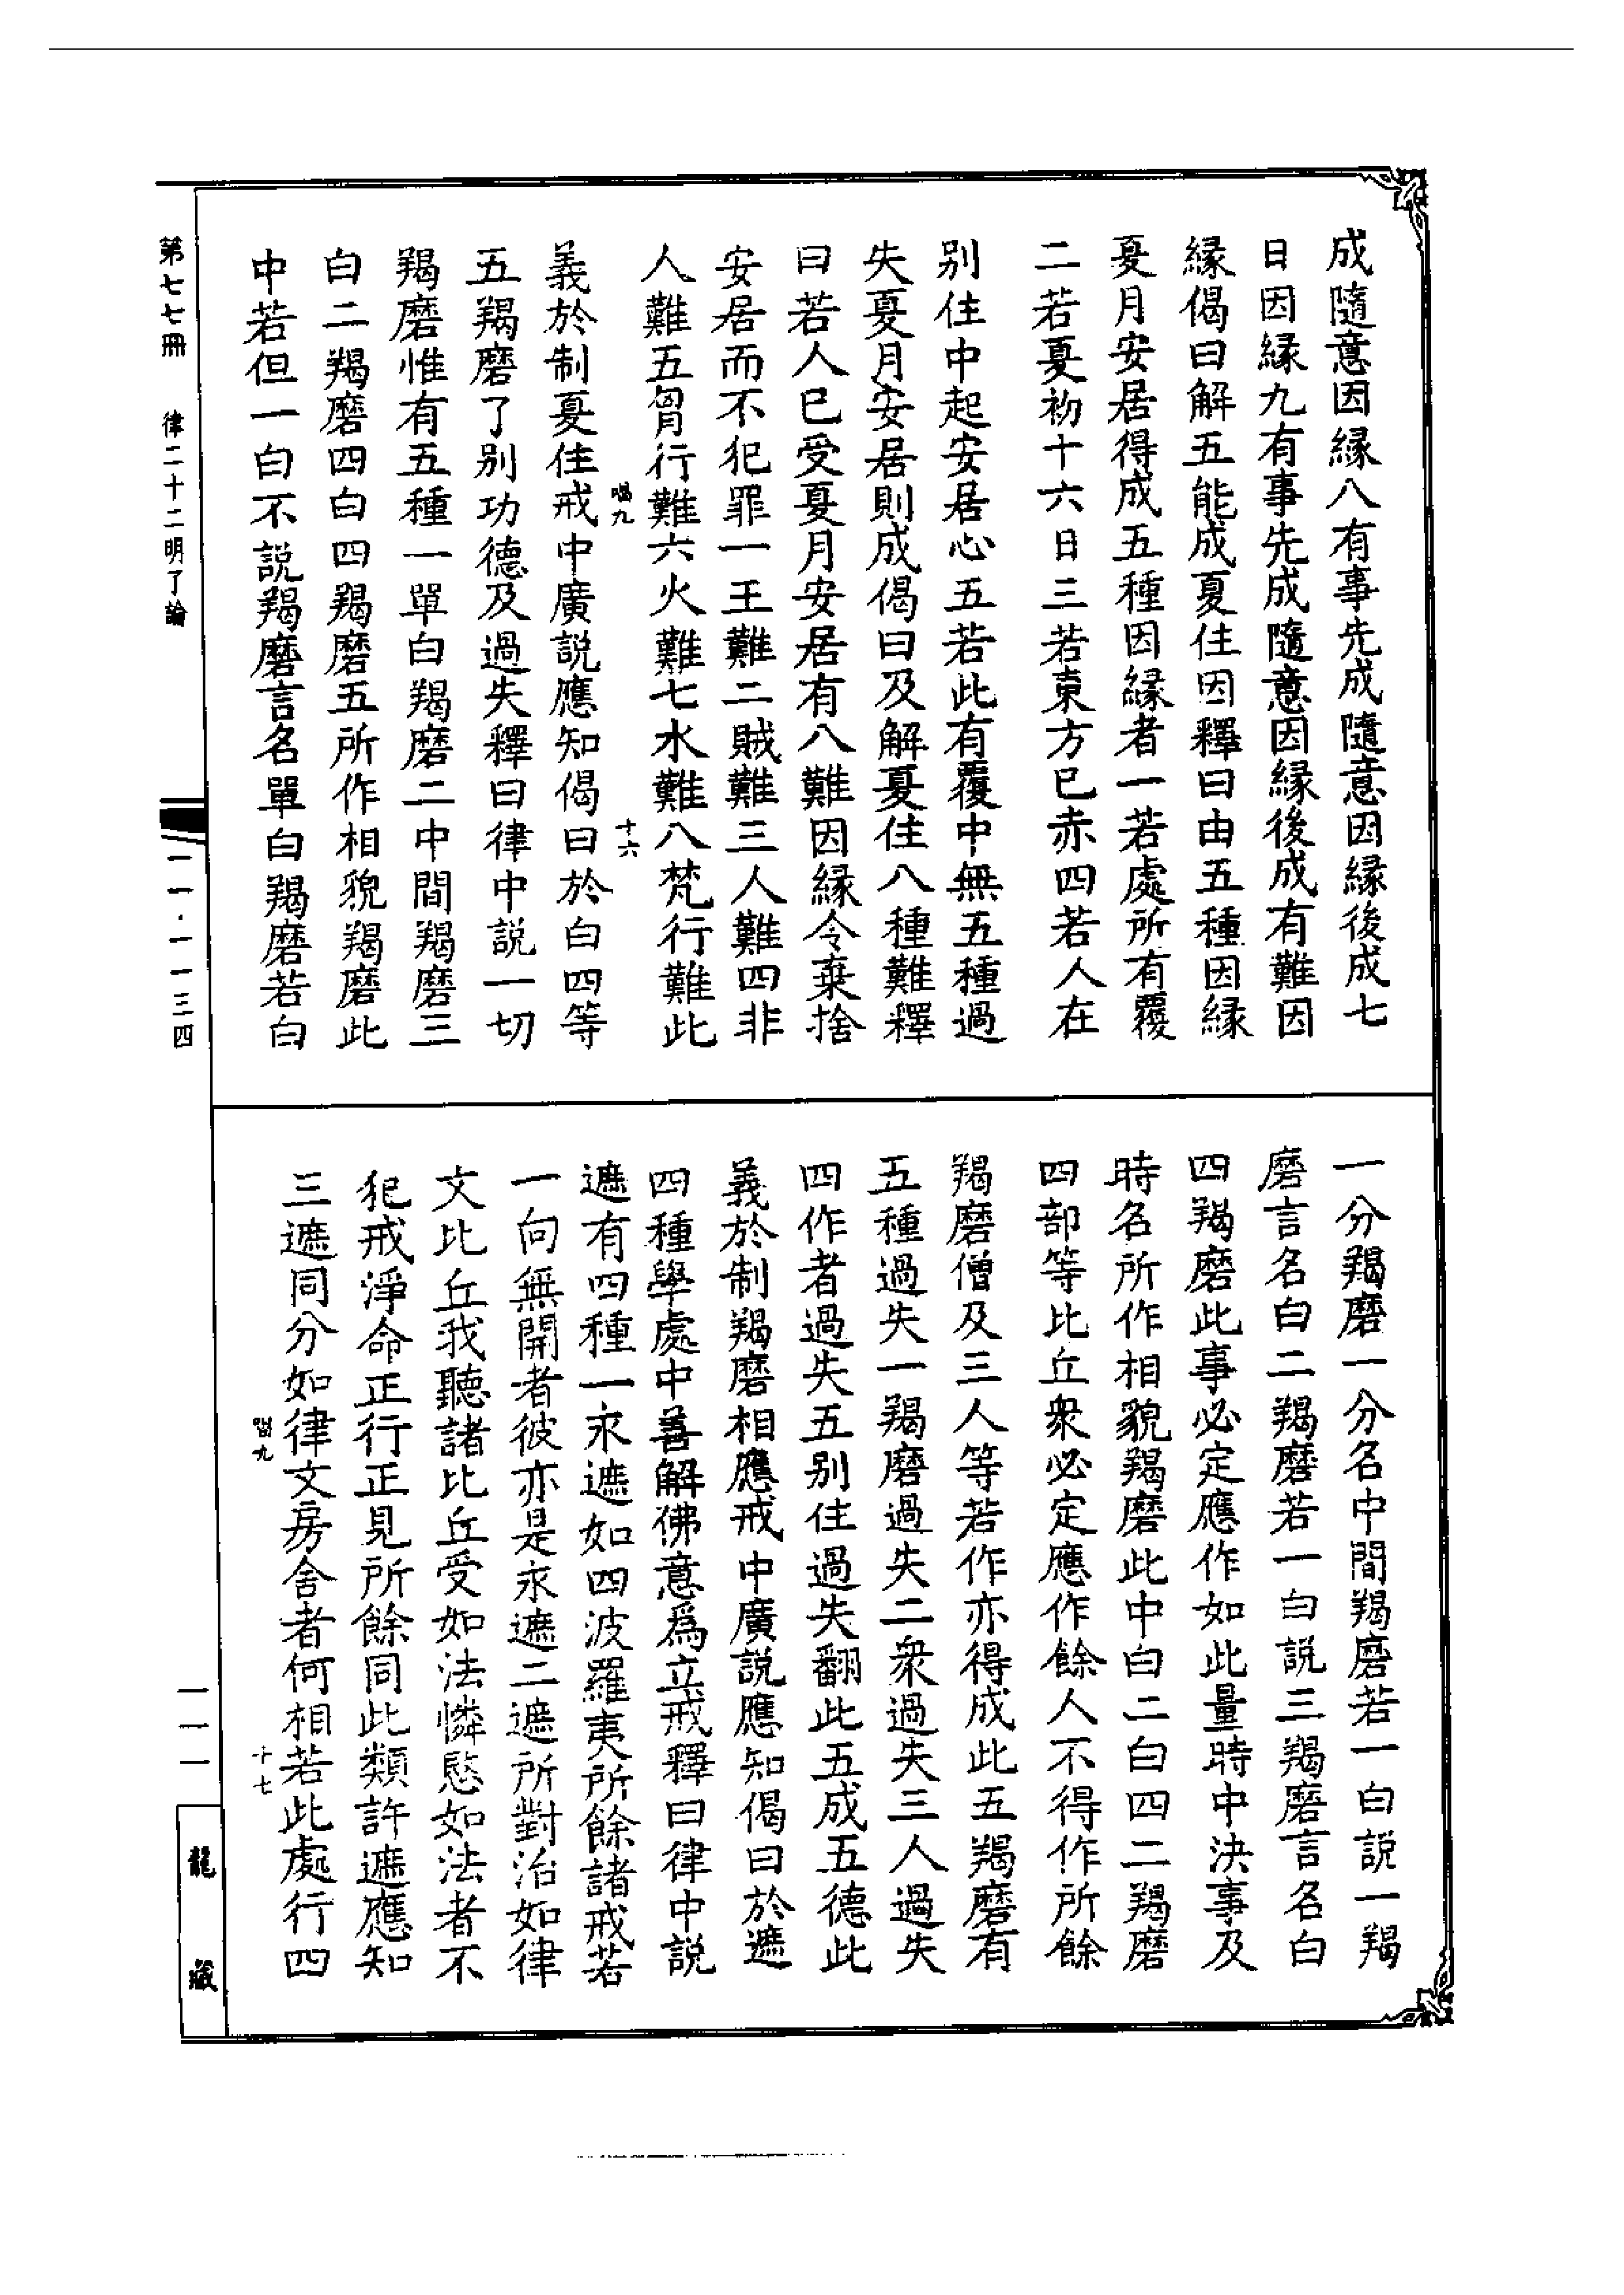 成隨意因緣八有事先成隨意因緣後成七
日因緣九有事先成隨意因緣後成有難因
緣偈曰解五能成夏住因釋曰由五種因緣
夏月安居得成五種因緣者一若處所有覆
二若夏初十六日三若東方已赤四若人在
別住中起安居心五若此有覆中無五種過
失夏月安居則成偈曰及解夏住八種難釋
曰若人已受夏月安居有八難因緣令棄捨
安居而不犯罪一王難二賊難三人難四非
人難五胷行難六火難七水難八梵行難此
唱九
十六
義於制夏住戒中廣說應知偈曰於白四等
五羯磨了別功德及過失釋曰律中說一切
羯磨惟有五種一單白羯磨二中間羯磨三
白二羯磨四白四羯磨五所作相貌羯磨此
中若但一白不說羯磨言名單白羯磨若白
第七七冊
律二十二明了論
一一·一一三四
一分羯磨一分名中間羯磨若一白說一羯
磨言名白二羯磨若一白說三羯磨言名白
四羯磨此事必定應作如此量時中決事及
時名所作相貌羯磨此中白二白四二羯磨
四部等比丘衆必定應作餘人不得作所餘
羯磨僧及三人等若作亦得成此五羯磨有
五種過失一羯磨過失二衆過失三人過失
四作者過失五別住過失翻此五成五德此
義於制羯磨相應戒中廣說應知偈曰於遮
四種學處中善解佛意爲立戒釋曰律中說
遮有四種一永遮如四波羅夷所餘諸戒若
一向無開者彼亦是永遮二遮所對治如律
文比丘我聽諸比丘受如法憐愍如法者不
犯戒淨命正行正見所餘同此類許遮應知
三遮同分如律文房舍者何相若此處行四
唱九
十七
一一一
龍藏